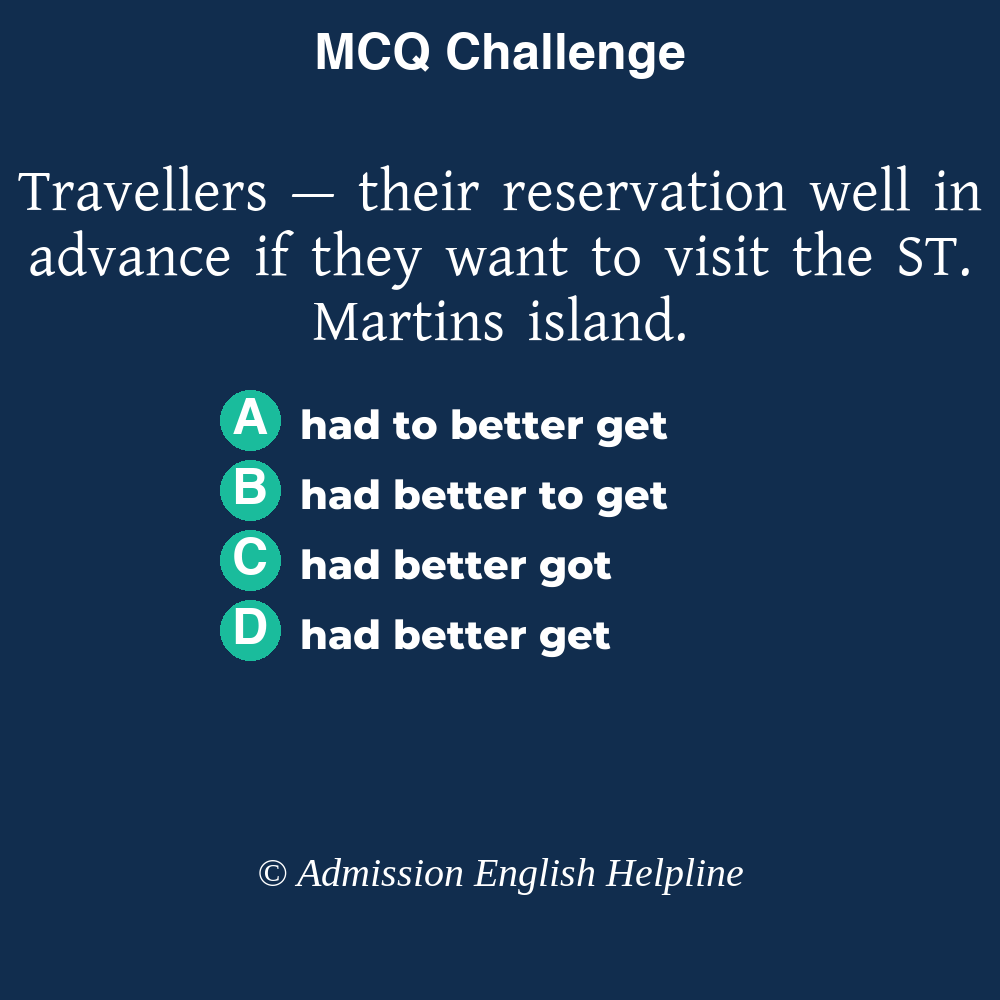 MCQ Challenge
Travellers — their reservation well in
advance if they want to visit the ST.
Martins island.
A had to better get
B had better to get
C had better got
D had better get
© Admission English Helpline